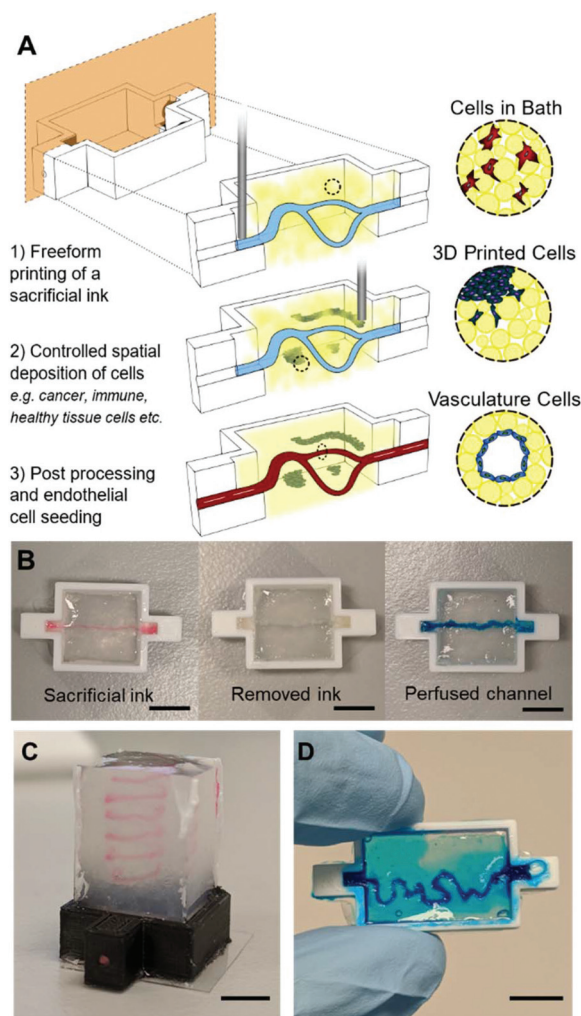 A
Cells in Bath
1) Freeform
printing of a
sacrificial ink
3D Printed Cells
2) Controlled spatial
deposition of cells
e.g. cancer, immune,
healthy tissue cells etc.
Vasculature Cells
3) Post processing
and endothelial
cell seeding
B
Sacrificial ink
Removed ink
Perfused channel
C
D